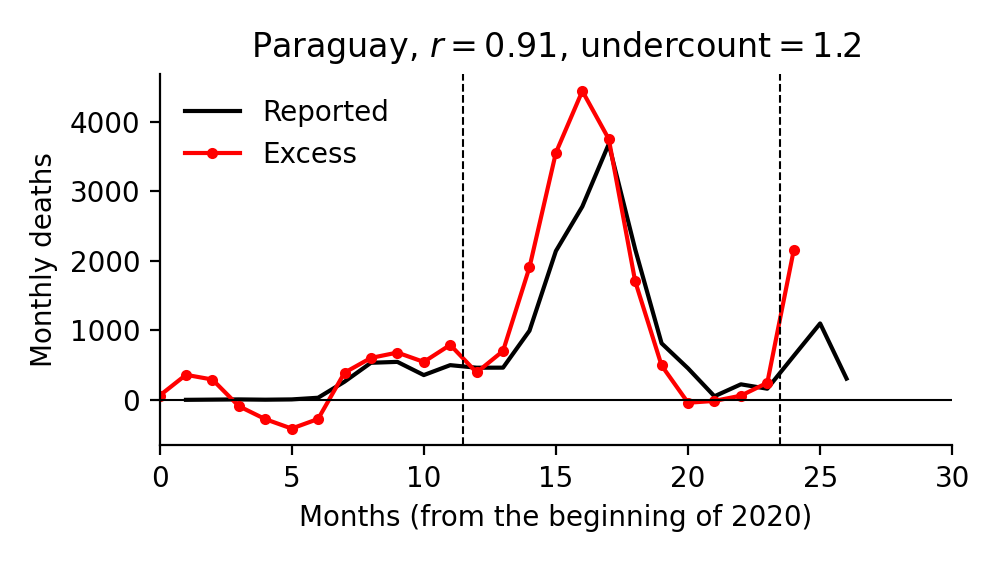 Paraguay, r = 0.91, undercount = 1.2
Reported
Excess
Monthly deaths
4000
3000
2000
1000
0
0 5 10 15 20 25 30
Months (from the beginning of 2020)